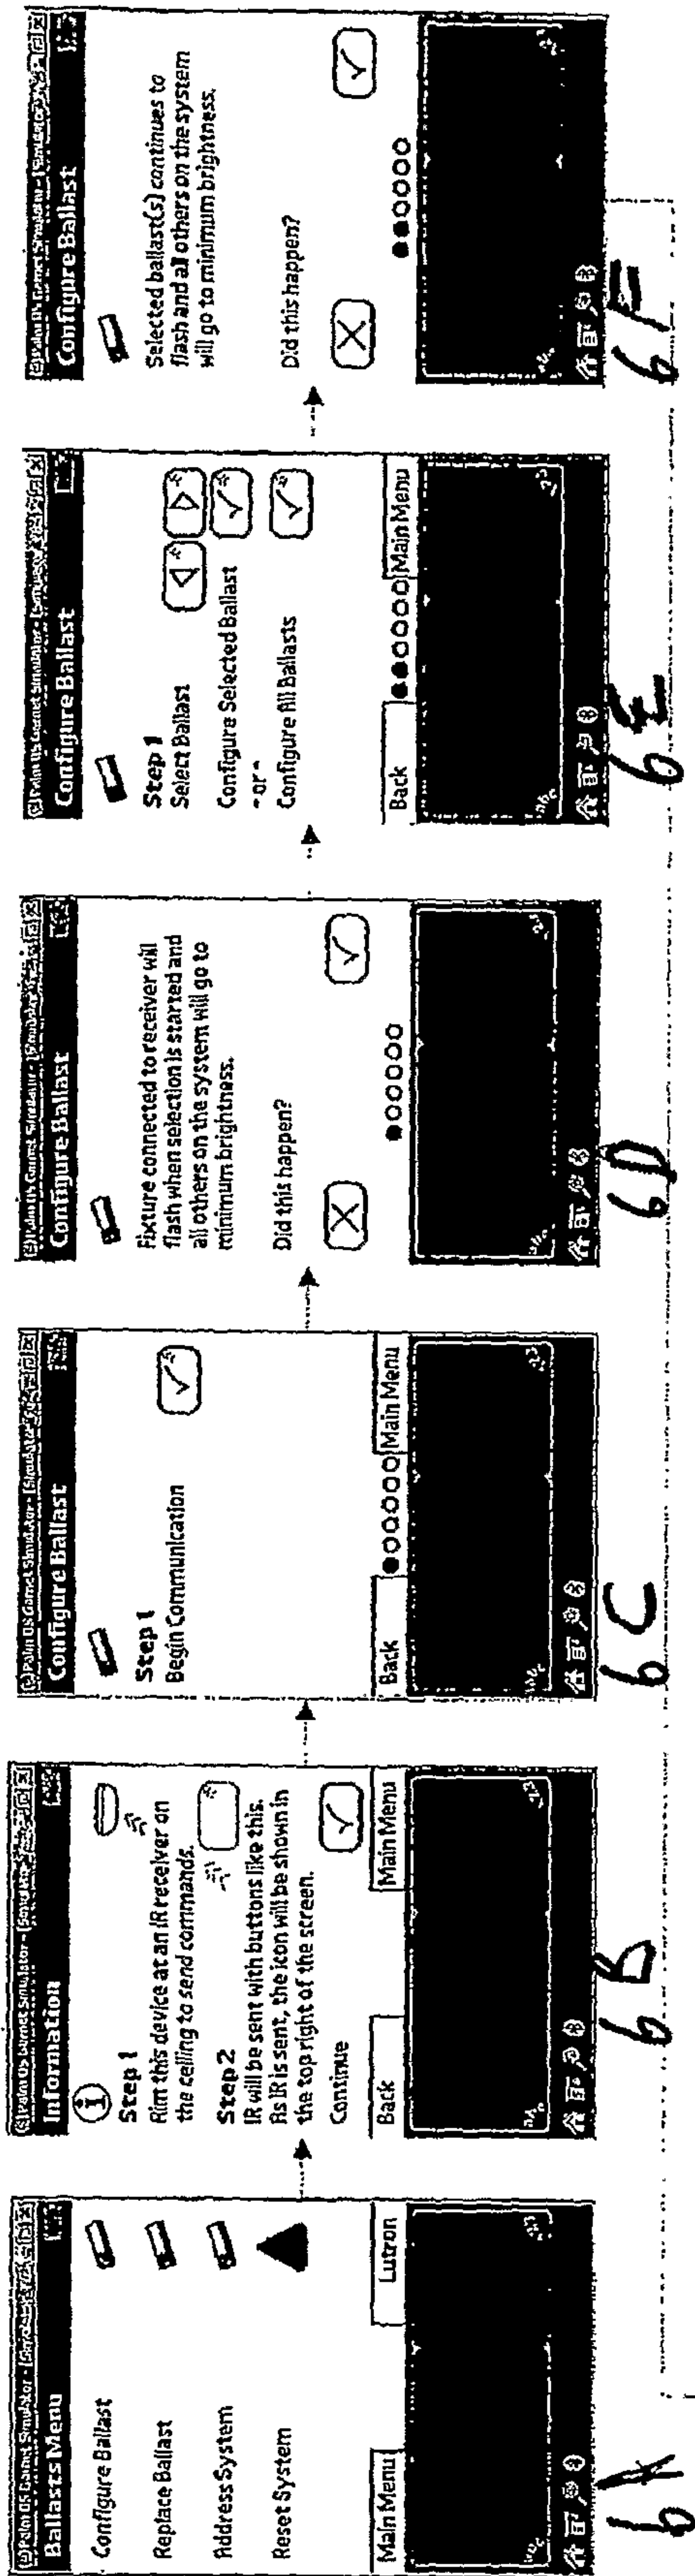 Ballasts Menu
Configure Ballast
Replace Ballast
Address System
Reset System
Main Menu
Lutron
6A
Information
Step 1
Aim this device at an IR receiver on
the ceiling to send commands.
Step 2
IR will be sent with buttons like this.
As IR is sent, the icon will be shown in
the top right of the screen.
Continue
Back
Main Menu
6B
Configure Ballast
Step 1
Begin Communication
Back
Main Menu
6C
Configure Ballast
Fixture connected to receiver will
flash when selection is started and
all others on the system will go to
minimum brightness.
Did this happen?
6D
Configure Ballast
Step 1
Select Ballast
Configure Selected Ballast
- or -
Configure All Ballasts
Back
Main Menu
6E
Configure Ballast
Selected ballast(s) continues to
flash and all others on the system
will go to minimum brightness.
Did this happen?
6F